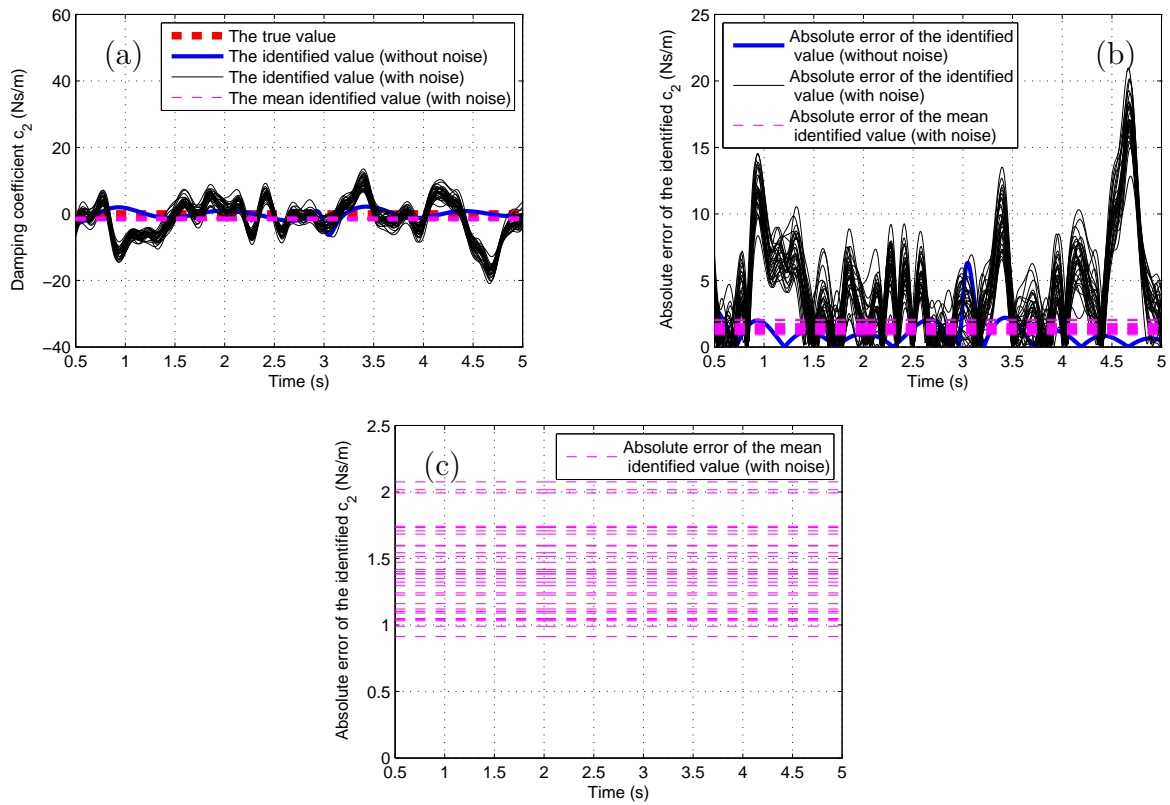 60
40
20
0
−20
−40
0.5
1
1.5
2
2.5
3
3.5
4
4.5
5
Time (s)
Damping coefficient c_2 (Ns/m)
(a)
The true value
The identified value (without noise)
The identified value (with noise)
The mean identified value (with noise)
25
20
15
10
5
0
0.5
1
1.5
2
2.5
3
3.5
4
4.5
5
Time (s)
Absolute error of the identified c_2 (Ns/m)
(b)
Absolute error of the identified
value (without noise)
Absolute error of the identified
value (with noise)
Absolute error of the mean
identified value (with noise)
2.5
2
1.5
1
0.5
0
0.5
1
1.5
2
2.5
3
3.5
4
4.5
5
Time (s)
Absolute error of the identified c_2 (Ns/m)
(c)
Absolute error of the mean
identified value (with noise)